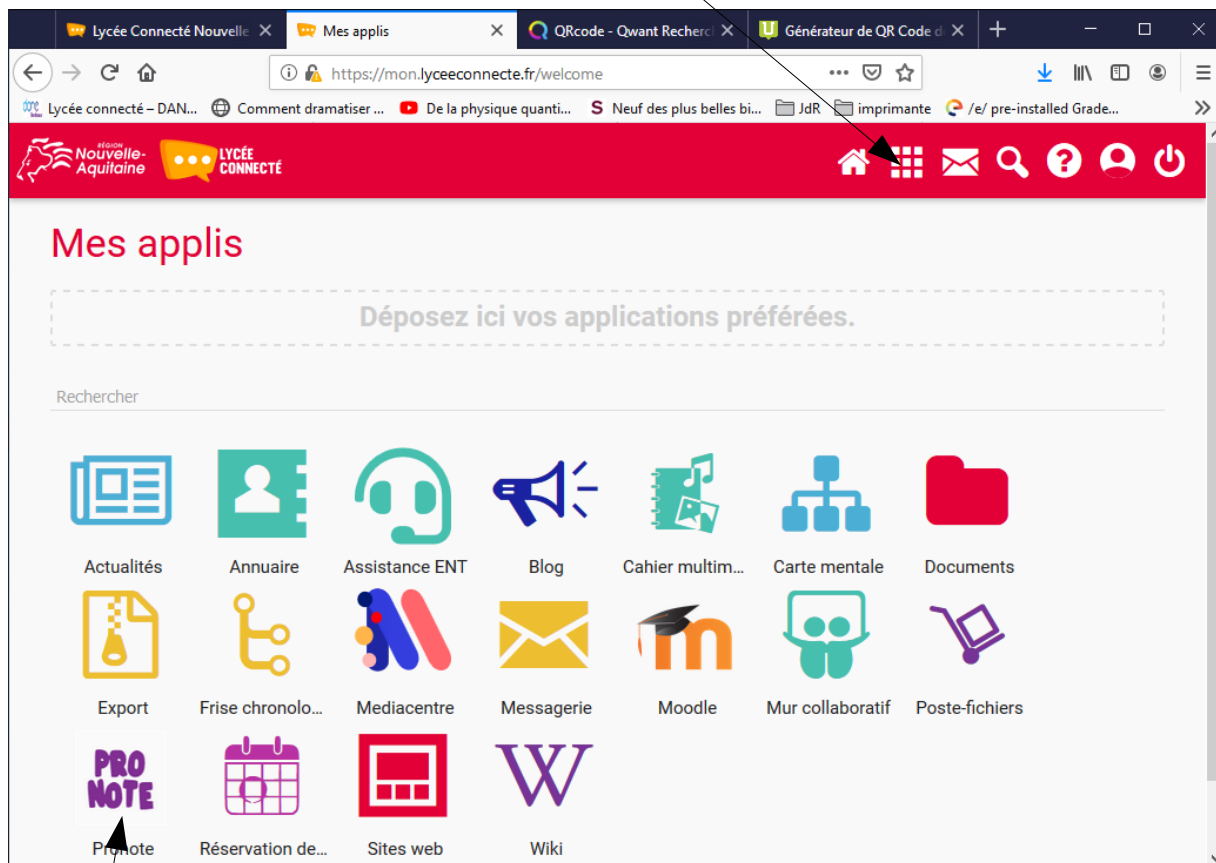 Lycée Connecté Nouvelle
Mes applis
QRcode - Qwant Recherc
Générateur de QR Code d
https://mon.lyceeconnecte.fr/welcome
Lycée connecté – DAN...
Comment dramatiser ...
De la physique quanti...
S Neuf des plus belles bi...
JdR
imprimante
/e/ pre-installed Grade...
RÉGION
Nouvelle-
Aquitaine
LYCÉE
CONNECTÉ
Mes applis
Déposez ici vos applications préférées.
Rechercher
Actualités
Annuaire
Assistance ENT
Blog
Cahier multim...
Carte mentale
Documents
Export
Frise chronolo...
Mediacentre
Messagerie
Moodle
Mur collaboratif
Poste-fichiers
PRO
NOTE
W
Pronote
Réservation de...
Sites web
Wiki